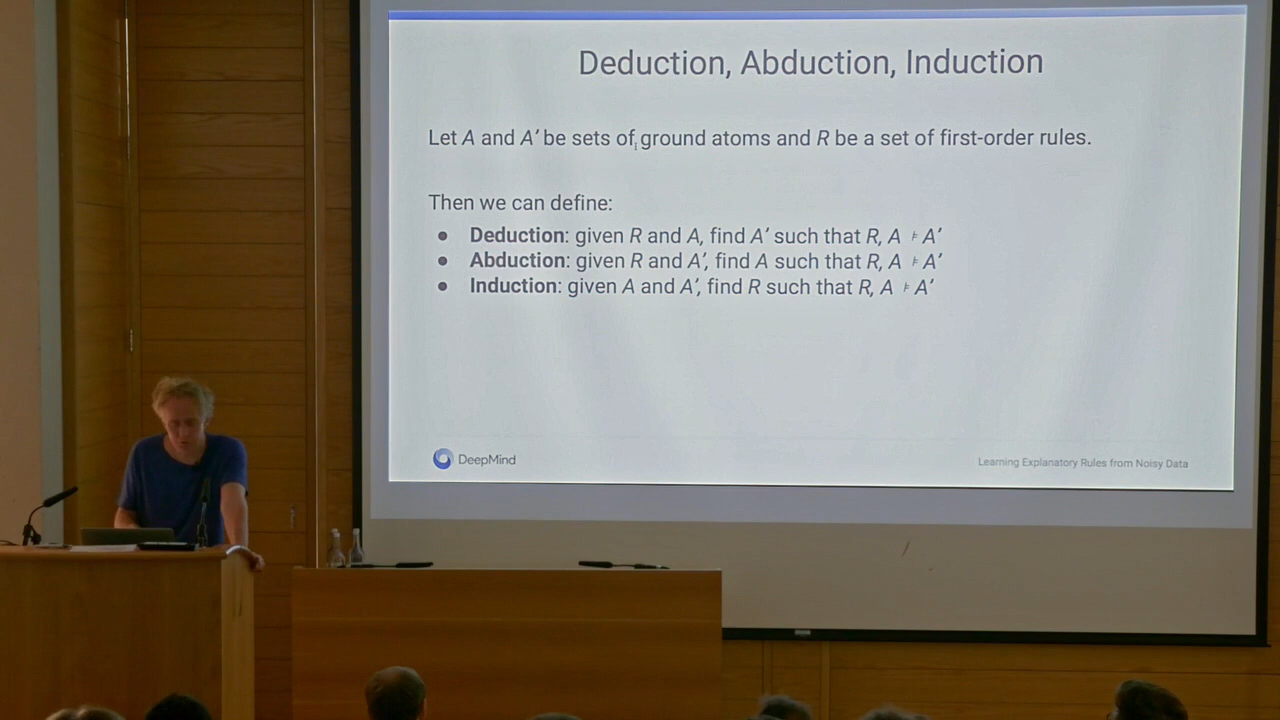 Deduction, Abduction, Induction
Let A and A′ be sets of ground atoms and R be a set of first-order rules.
Then we can define:
● Deduction: given R and A, find A′ such that R, A ⊧ A′
● Abduction: given R and A′, find A such that R, A ⊧ A′
● Induction: given A and A′, find R such that R, A ⊧ A′
DeepMind
Learning Explanatory Rules from Noisy Data